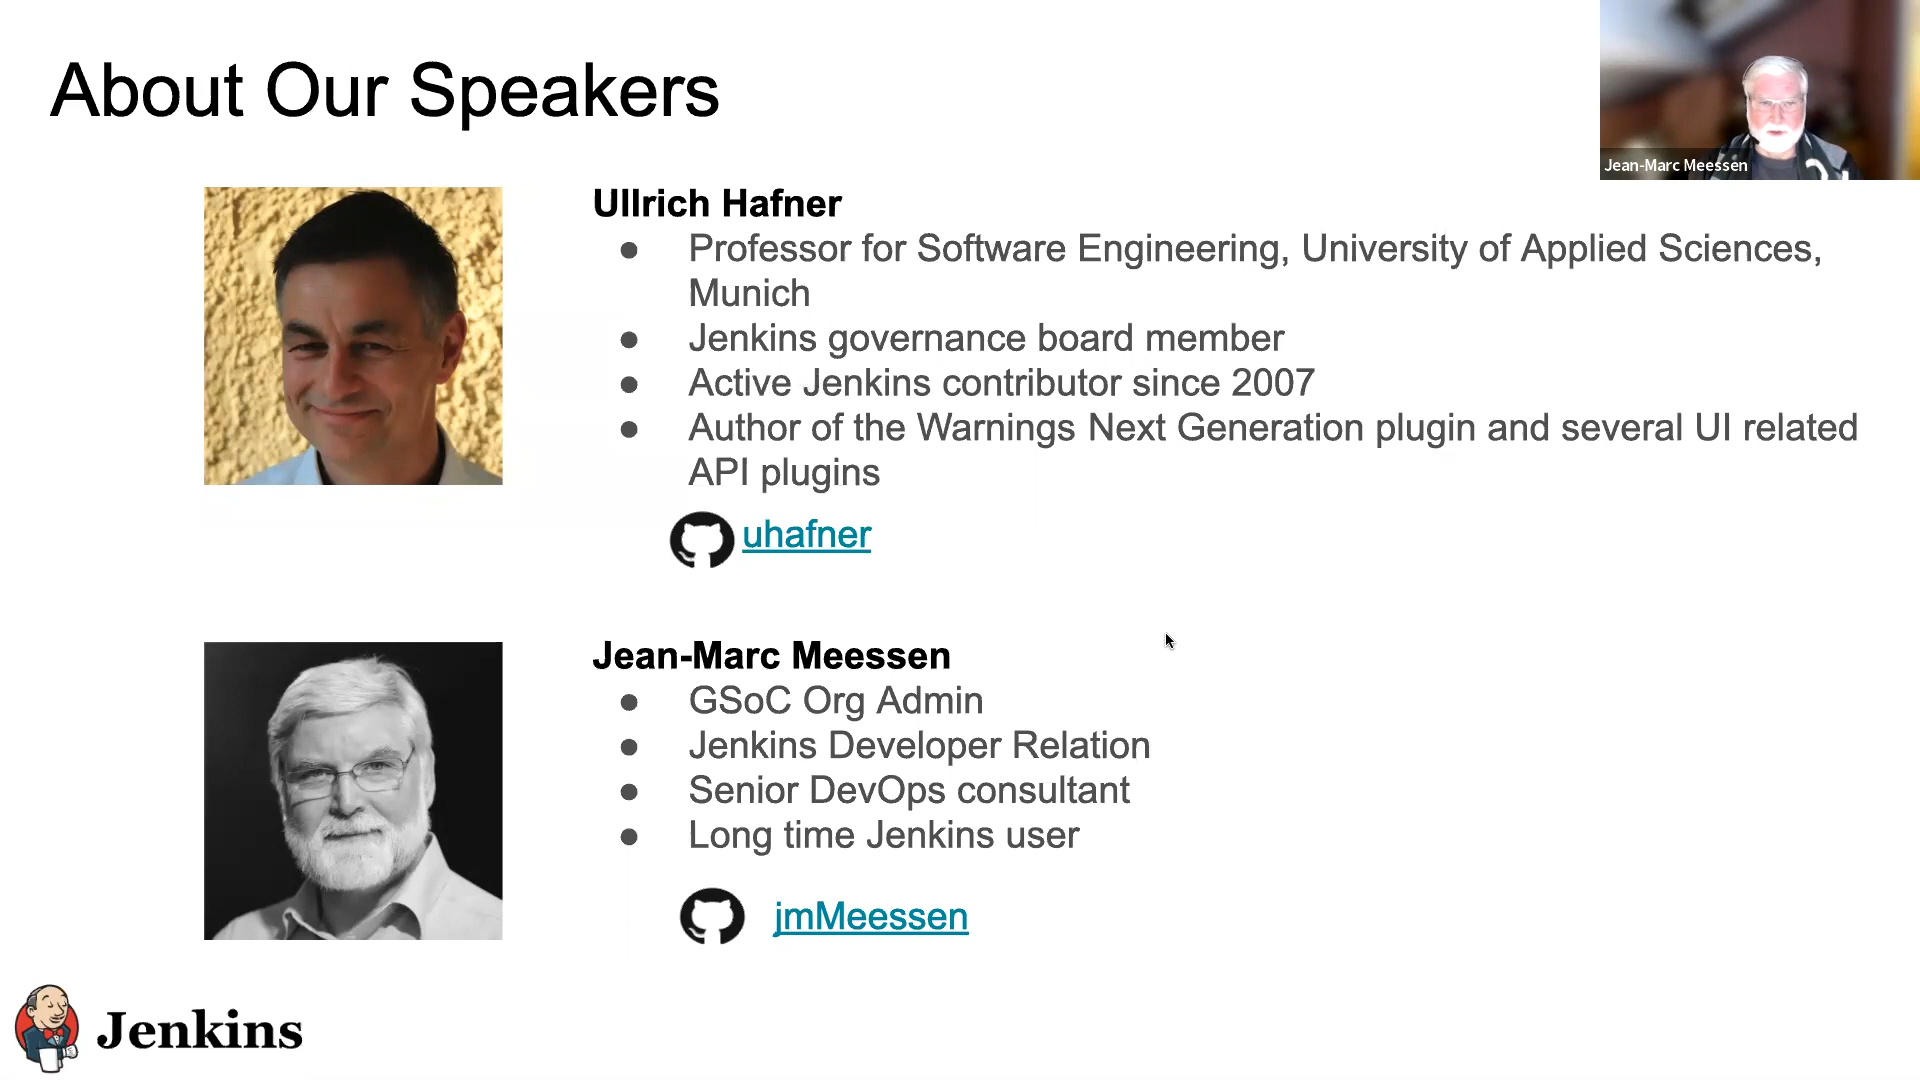 About Our Speakers
Jean-Marc Meessen
Ullrich Hafner
● Professor for Software Engineering, University of Applied Sciences,
Munich
● Jenkins governance board member
● Active Jenkins contributor since 2007
● Author of the Warnings Next Generation plugin and several UI related
API plugins
uhafner
Jean-Marc Meessen
● GSoC Org Admin
● Jenkins Developer Relation
● Senior DevOps consultant
● Long time Jenkins user
jmMeessen
Jenkins